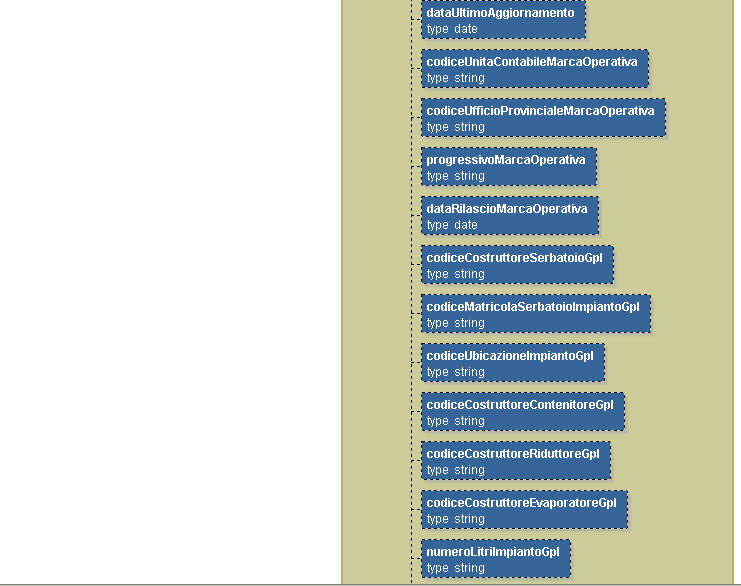 dataUltimoAggiornamento
type date
codiceUnitaContabileMarcaOperativa
type string
codiceUfficioProvincialeMarcaOperativa
type string
progressivoMarcaOperativa
type string
dataRilascioMarcaOperativa
type date
codiceCostruttoreSerbatoioGpl
type string
codiceMatricolaSerbatoioImpiantoGpl
type string
codiceUbicazioneImpiantoGpl
type string
codiceCostruttoreContenitoreGpl
type string
codiceCostruttoreRiduttoreGpl
type string
codiceCostruttoreEvaporatoreGpl
type string
numeroLitriImpiantoGpl
type string